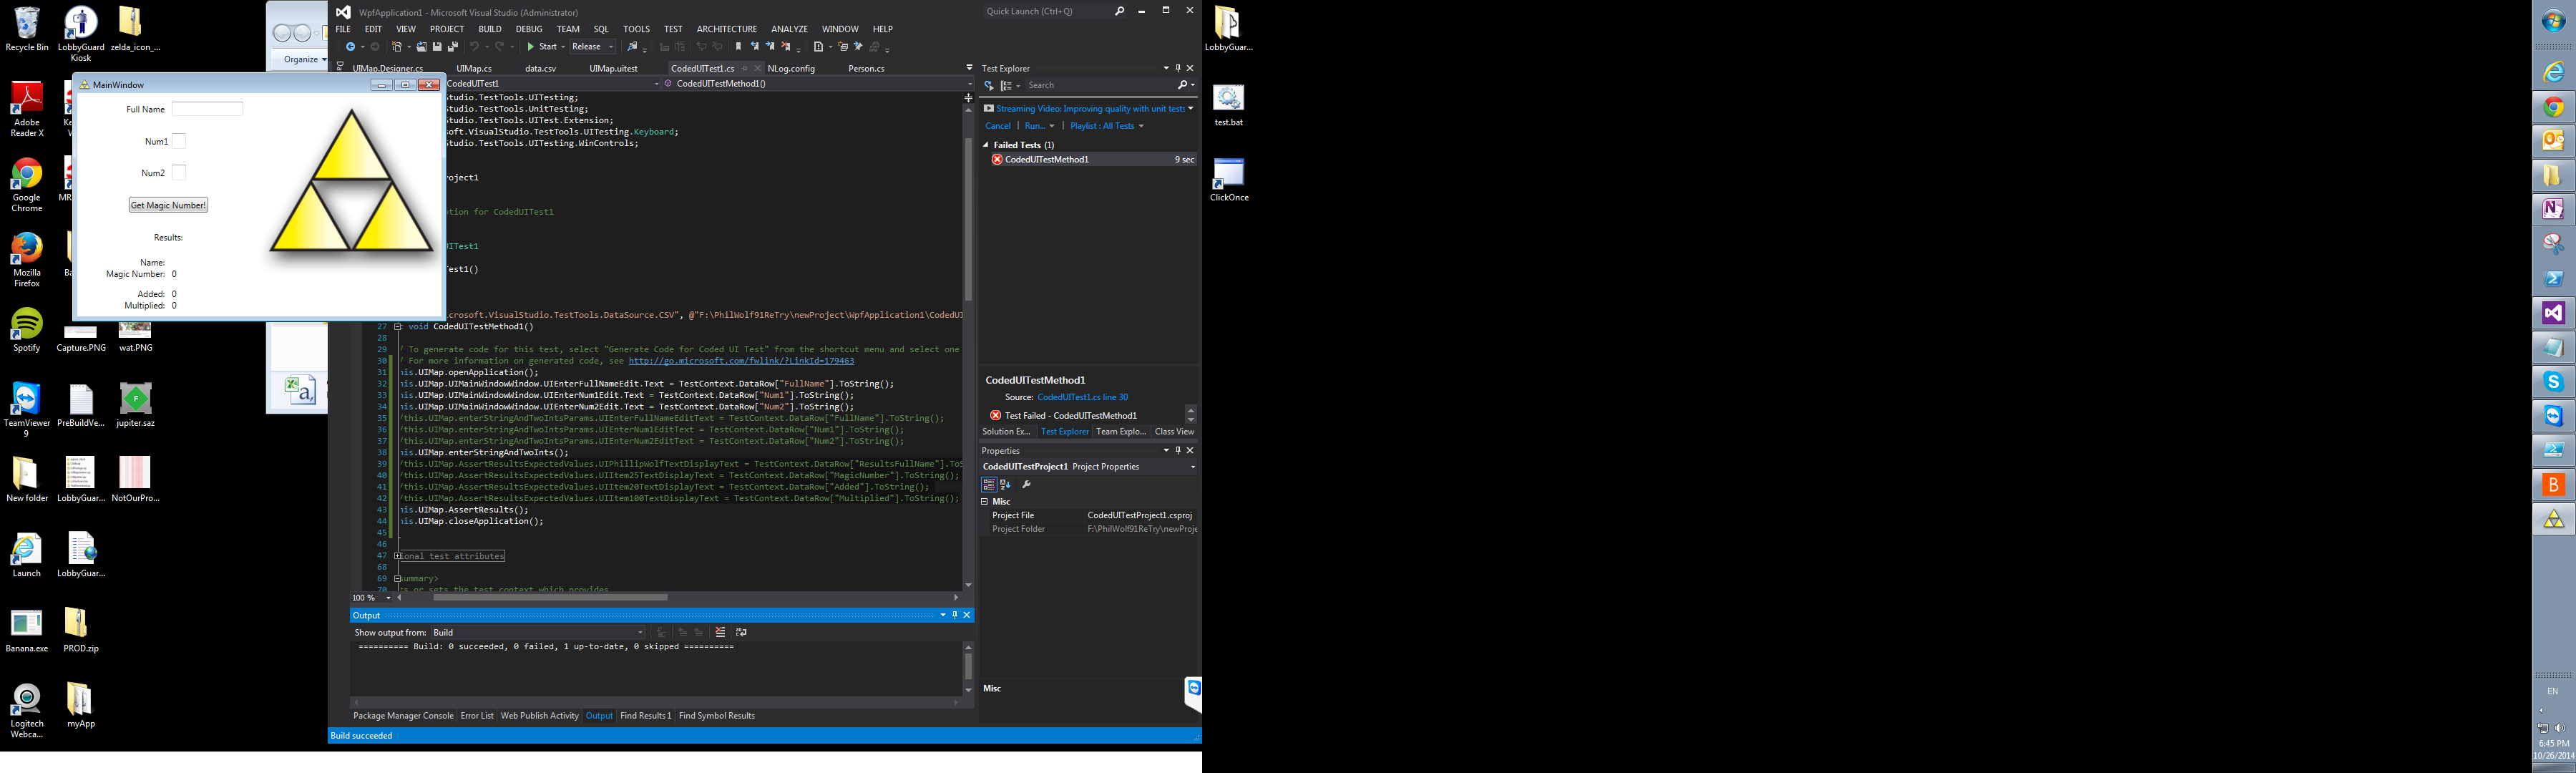 Recycle Bin
LobbyGuard Kiosk
zelda_icon_...
Adobe Reader X
Google Chrome
Mozilla Firefox
Spotify
Capture.PNG
wat.PNG
TeamViewer 9
PreBuildVe...
jupiter.saz
New folder
LobbyGuar...
NotOurPro...
Launch
LobbyGuar...
Banana.exe
PROD.zip
Logitech Webca...
myApp
Organize
MainWindow
Full Name
Num1
Num2
Get Magic Number!
Results:
Name:
Magic Number: 0
Added: 0
Multiplied: 0
WpfApplication1 - Microsoft Visual Studio (Administrator)
Quick Launch (Ctrl+Q)
FILE EDIT VIEW PROJECT BUILD DEBUG TEAM SQL TOOLS TEST ARCHITECTURE ANALYZE WINDOW HELP
Start Release
UIMap.Designer.cs UIMap.cs data.csv UIMap.uitest CodedUITest1.cs NLog.config Person.cs
CodedUITest1 CodedUITestMethod1()
tudio.TestTools.UITesting;
tudio.TestTools.UnitTesting;
tudio.TestTools.UITest.Extension;
soft.VisualStudio.TestTools.UITesting.Keyboard;
tudio.TestTools.UITesting.WinControls;
roject1
tion for CodedUITest1
UITest1
Test1()
icrosoft.VisualStudio.TestTools.DataSource.CSV", @"F:\PhilWolf91ReTry\newProject\WpfApplication1\CodedUI
27 void CodedUITestMethod1()
28
29 / To generate code for this test, select "Generate Code for Coded UI Test" from the shortcut menu and select one
30 / For more information on generated code, see http://go.microsoft.com/fwlink/?LinkId=179463
31 his.UIMap.openApplication();
32 his.UIMap.UIMainWindowWindow.UIEnterFullNameEdit.Text = TestContext.DataRow["FullName"].ToString();
33 his.UIMap.UIMainWindowWindow.UIEnterNum1Edit.Text = TestContext.DataRow["Num1"].ToString();
34 his.UIMap.UIMainWindowWindow.UIEnterNum2Edit.Text = TestContext.DataRow["Num2"].ToString();
35 /this.UIMap.enterStringAndTwoIntsParams.UIEnterFullNameEditText = TestContext.DataRow["FullName"].ToString();
36 /this.UIMap.enterStringAndTwoIntsParams.UIEnterNum1EditText = TestContext.DataRow["Num1"].ToString();
37 /this.UIMap.enterStringAndTwoIntsParams.UIEnterNum2EditText = TestContext.DataRow["Num2"].ToString();
38 his.UIMap.enterStringAndTwoInts();
39 /this.UIMap.AssertResultsExpectedValues.UIPhillipWolfTextDisplayText = TestContext.DataRow["ResultsFullName"].ToS
40 /this.UIMap.AssertResultsExpectedValues.UIItem25TextDisplayText = TestContext.DataRow["MagicNumber"].ToString();
41 /this.UIMap.AssertResultsExpectedValues.UIItem20TextDisplayText = TestContext.DataRow["Added"].ToString();
42 /this.UIMap.AssertResultsExpectedValues.UIItem100TextDisplayText = TestContext.DataRow["Multiplied"].ToString();
43 his.UIMap.AssertResults();
44 his.UIMap.closeApplication();
45
46
47 ional test attributes
68
69 summary>
70 ts or sets the test context which provides
100 %
Output
Show output from: Build
========== Build: 0 succeeded, 0 failed, 1 up-to-date, 0 skipped ==========
Package Manager Console Error List Web Publish Activity Output Find Results 1 Find Symbol Results
Build succeeded
Test Explorer
Search
Streaming Video: Improving quality with unit tests
Cancel Run... Playlist : All Tests
Failed Tests (1)
CodedUITestMethod1 9 sec
CodedUITestMethod1
Source: CodedUITest1.cs line 30
Test Failed - CodedUITestMethod1
Solution Ex... Test Explorer Team Explo... Class View
Properties
CodedUITestProject1 Project Properties
Misc
Project File CodedUITestProject1.csproj
Project Folder F:\PhilWolf91ReTry\newProje
Misc
LobbyGuar...
test.bat
ClickOnce
EN
6:45 PM
10/26/2014